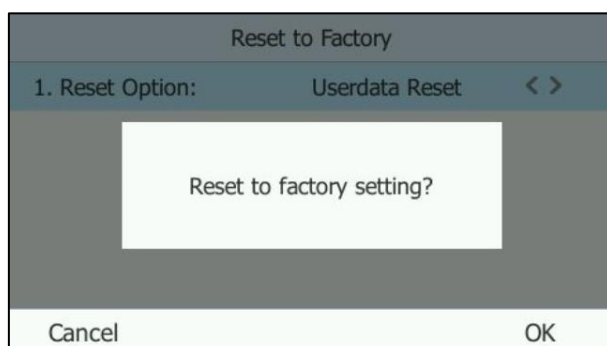 Reset to Factory
1. Reset Option: Userdata Reset < >
Reset to factory setting?
Cancel OK